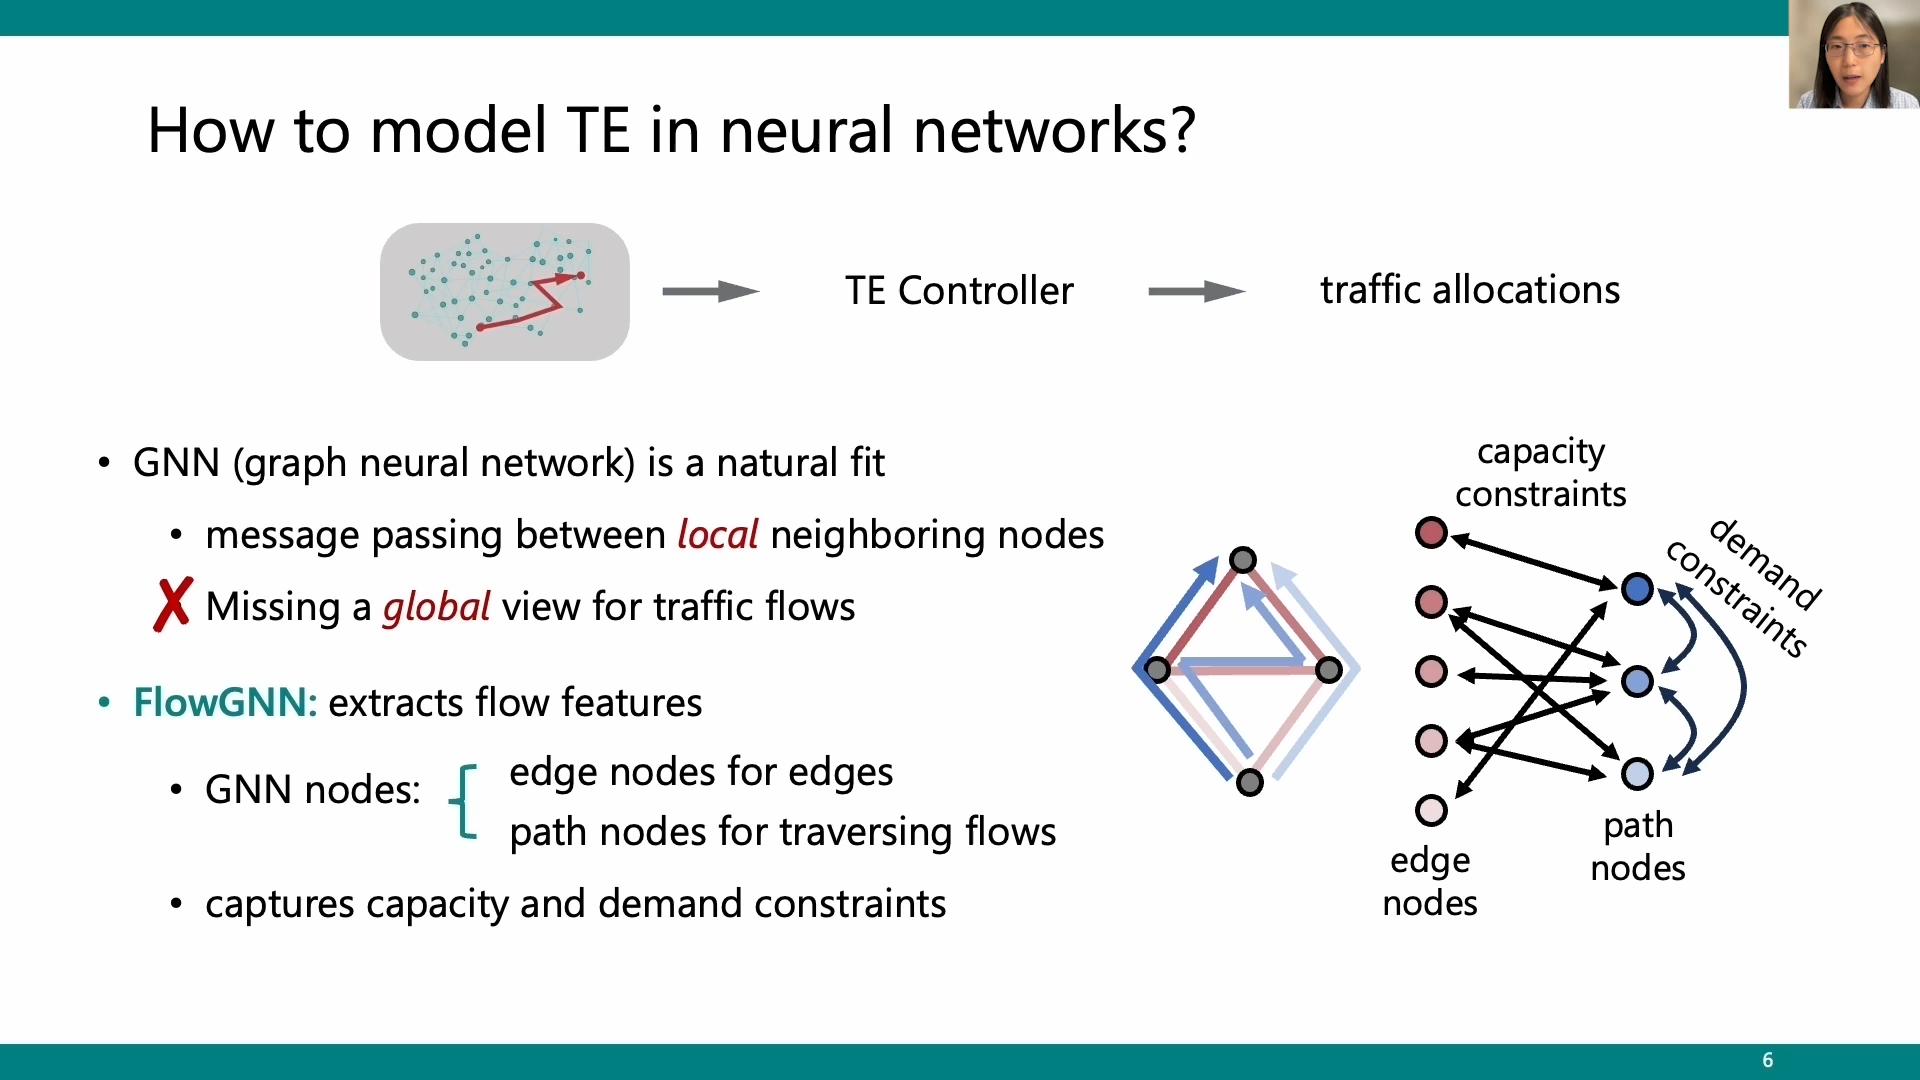 How to model TE in neural networks?
TE Controller
traffic allocations
• GNN (graph neural network) is a natural fit
• message passing between local neighboring nodes
✗ Missing a global view for traffic flows
• FlowGNN: extracts flow features
• GNN nodes:
edge nodes for edges
path nodes for traversing flows
• captures capacity and demand constraints
capacity
constraints
demand
constraints
edge
nodes
path
nodes
6